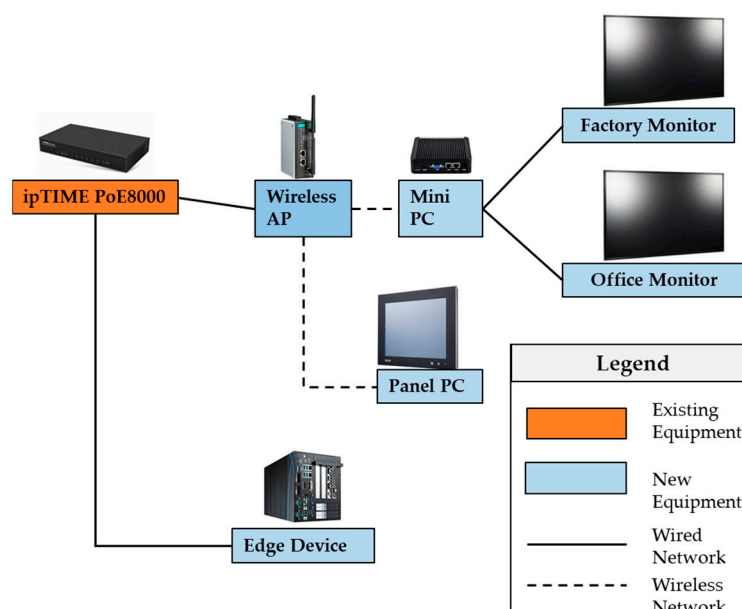 Factory Monitor
ipTIME PoE8000
Wireless
AP
Mini
PC
Office Monitor
Panel PC
Edge Device
Legend
Existing
Equipment
New
Equipment
Wired
Network
Wireless
Network